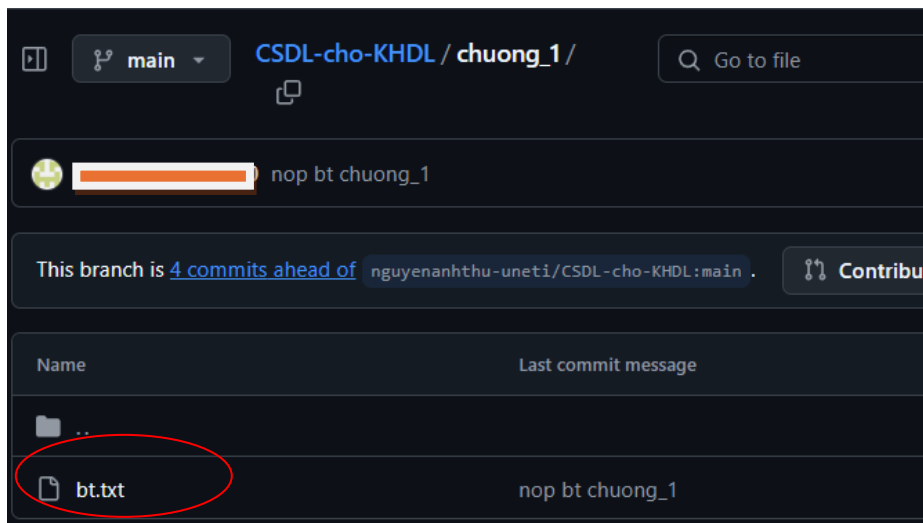 main CSDL-cho-KHDL / chuong_1 / Go to file
nop bt chuong_1
This branch is 4 commits ahead of nguyenanhthu-uneti/CSDL-cho-KHDL:main . Contribu
Name Last commit message
..
bt.txt nop bt chuong_1